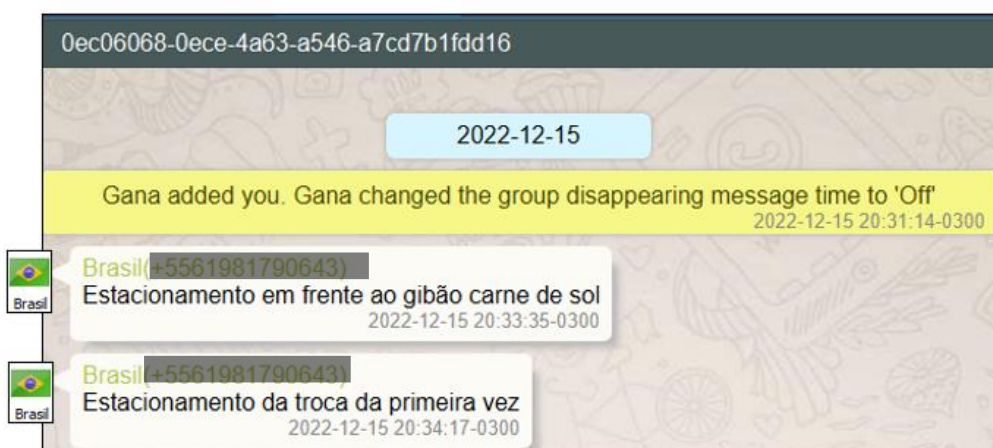 0ec06068-0ece-4a63-a546-a7cd7b1fdd16
2022-12-15
Gana added you. Gana changed the group disappearing message time to 'Off'
2022-12-15 20:31:14-0300
Brasil(
Brasil
Estacionamento em frente ao gibão carne de sol
2022-12-15 20:33:35-0300
Brasil(
Brasil
Estacionamento da troca da primeira vez
2022-12-15 20:34:17-0300